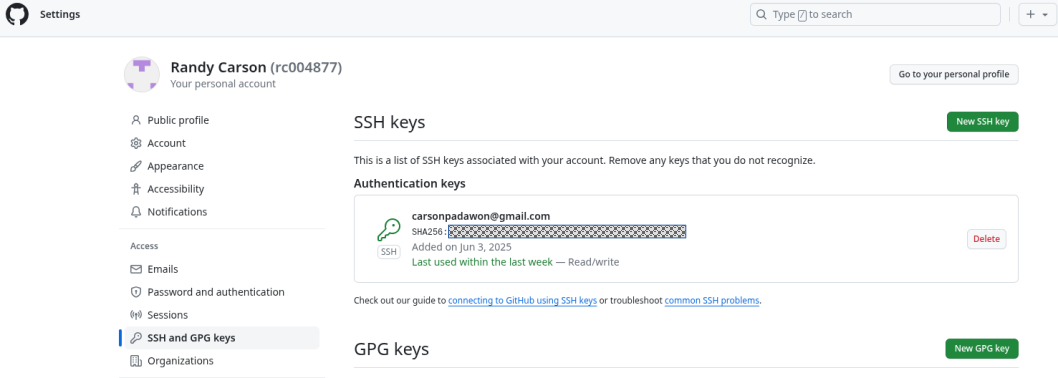 Settings
Type / to search
Randy Carson (rc004877)
Your personal account
Go to your personal profile
Public profile
Account
Appearance
Accessibility
Notifications
Access
Emails
Password and authentication
Sessions
SSH and GPG keys
Organizations
SSH keys
New SSH key
This is a list of SSH keys associated with your account. Remove any keys that you do not recognize.
Authentication keys
carsonpadawon@gmail.com
SHA256:
SSH
Added on Jun 3, 2025
Last used within the last week — Read/write
Delete
Check out our guide to connecting to GitHub using SSH keys or troubleshoot common SSH problems.
GPG keys
New GPG key